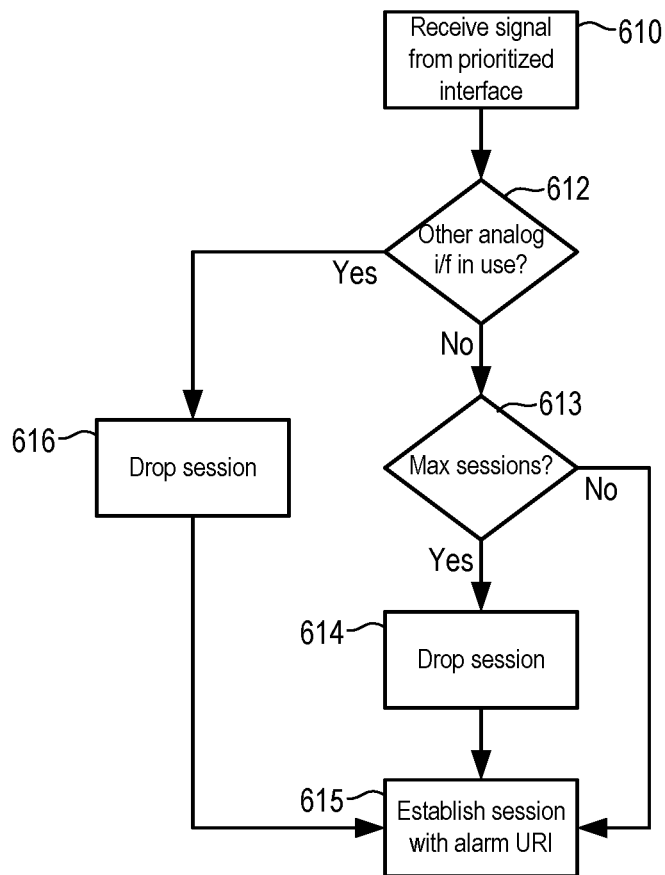 Receive signal
from prioritized
interface
610
612
Other analog
i/f in use?
Yes
No
613
616
Drop session
Max sessions?
No
Yes
614
Drop session
615
Establish session
with alarm URI